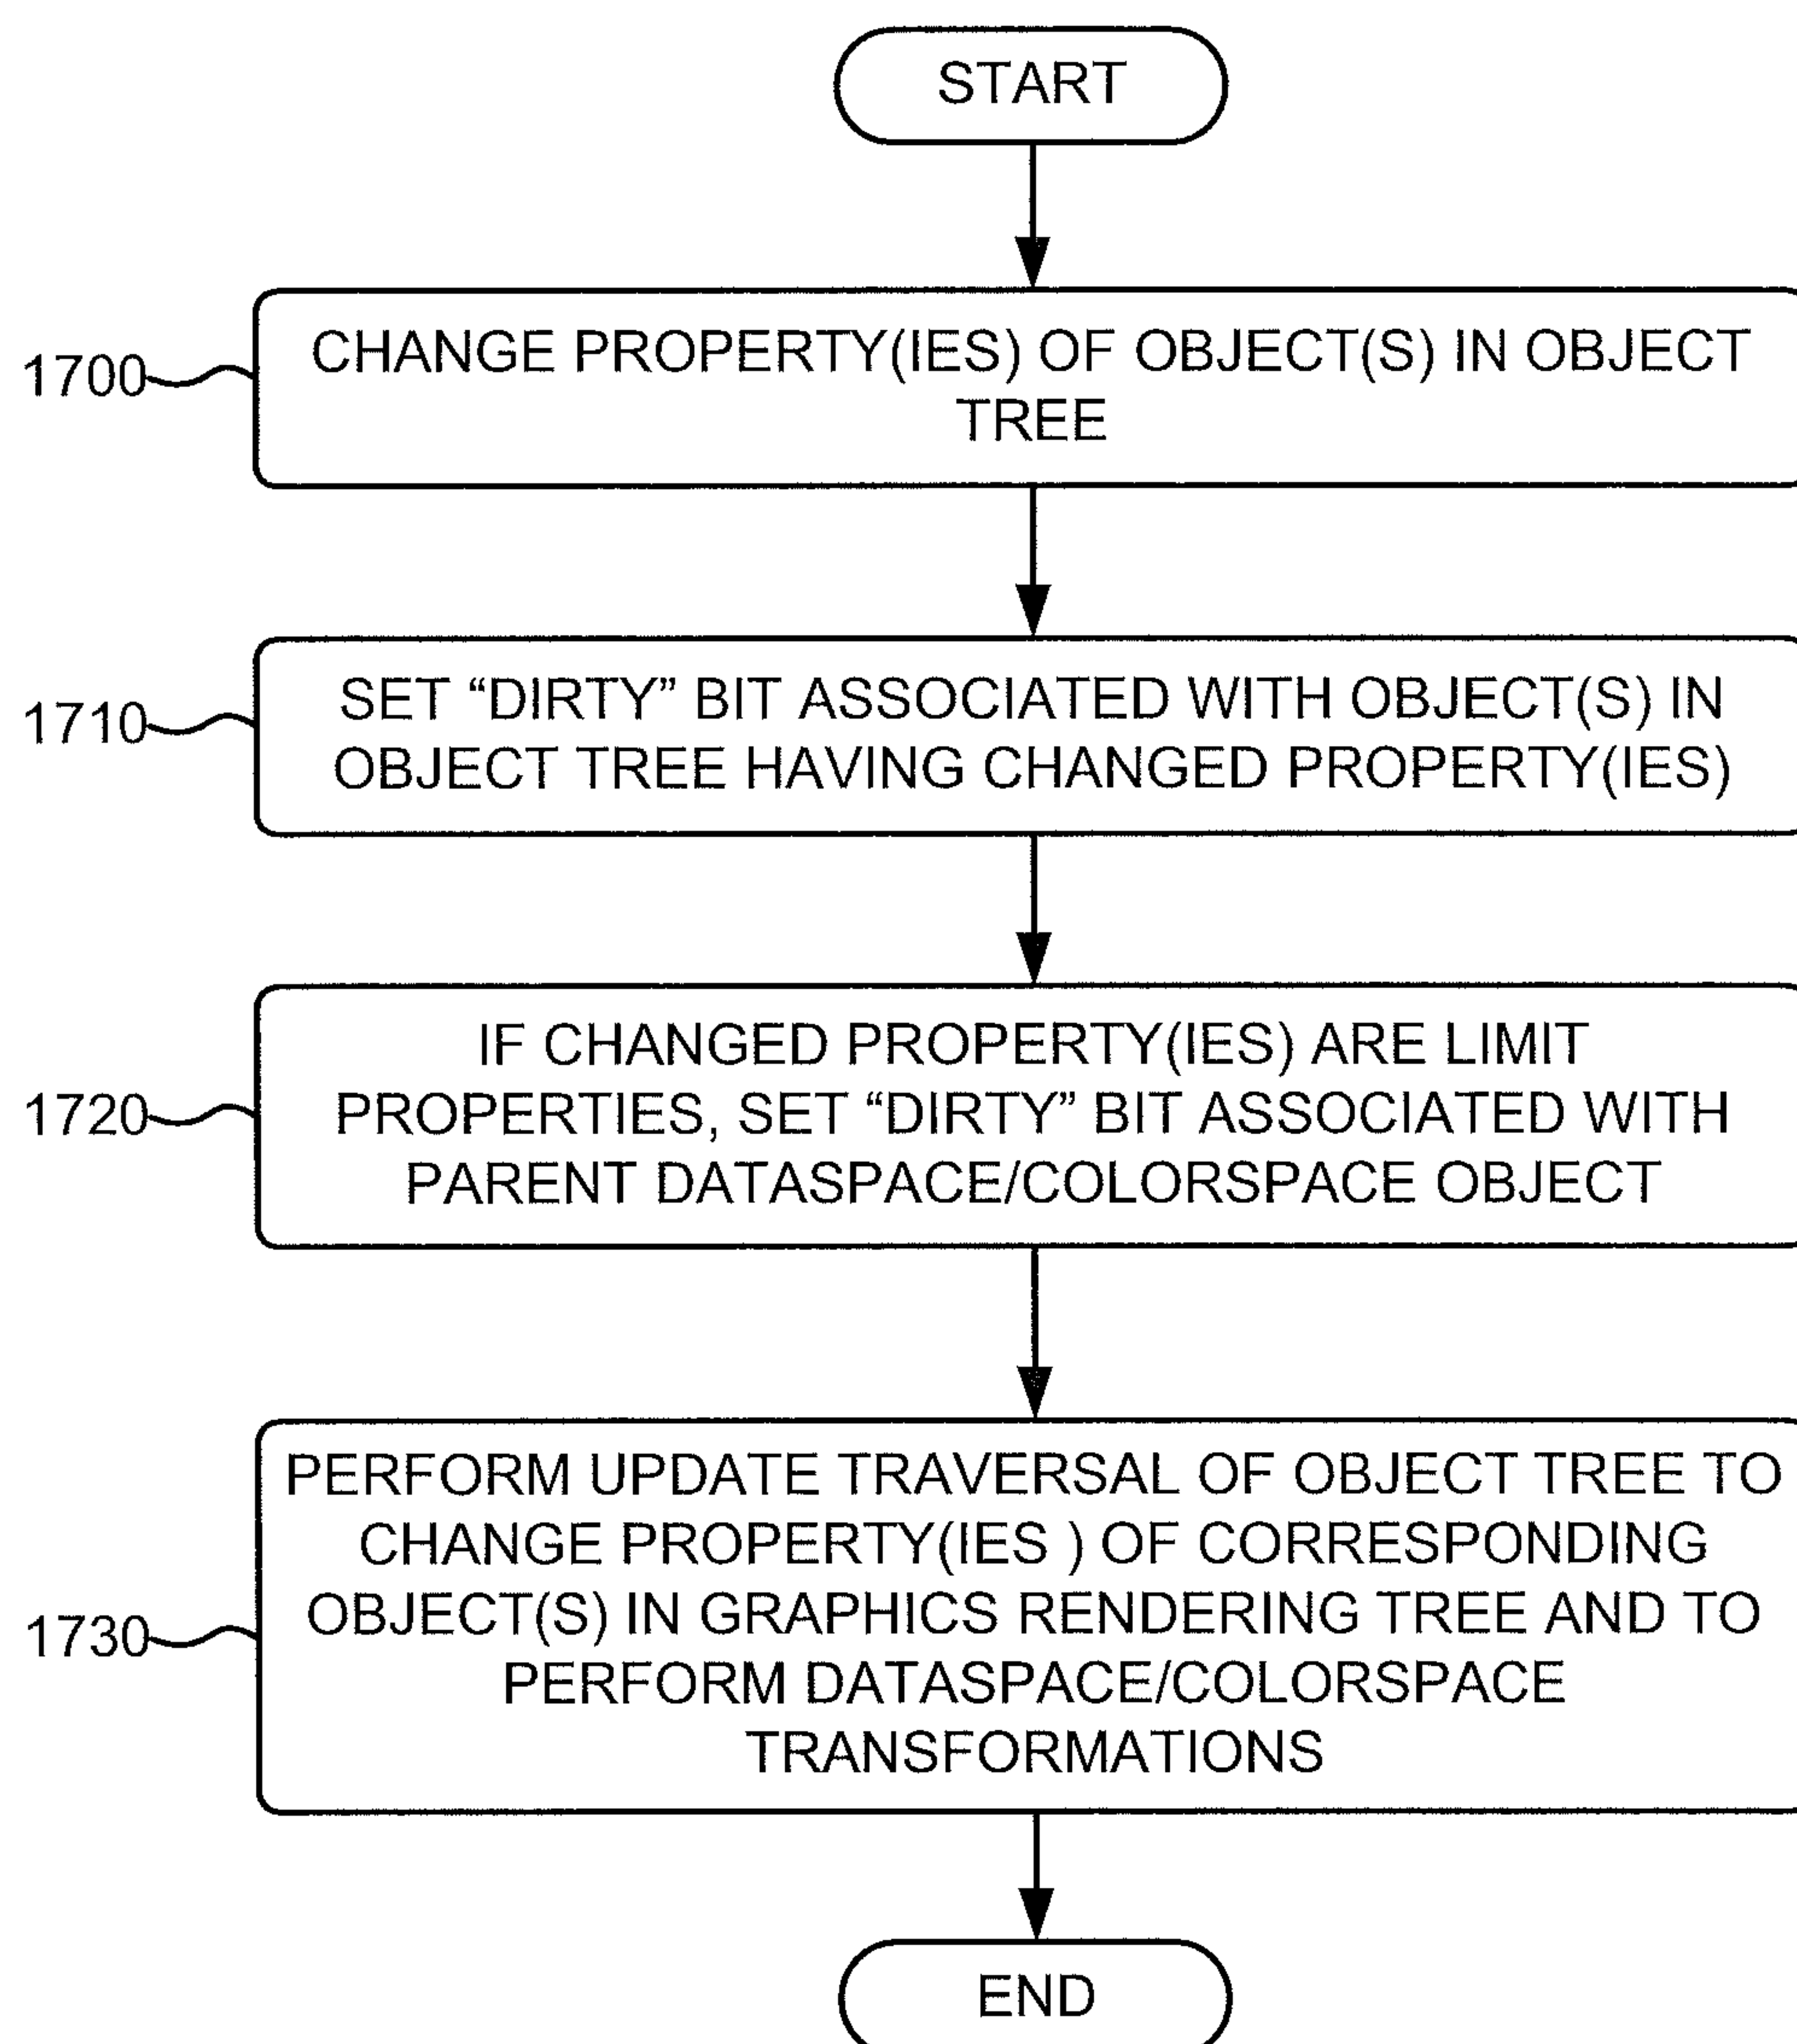 START
1700
CHANGE PROPERTY(IES) OF OBJECT(S) IN OBJECT
TREE
1710
SET “DIRTY” BIT ASSOCIATED WITH OBJECT(S) IN
OBJECT TREE HAVING CHANGED PROPERTY(IES)
1720
IF CHANGED PROPERTY(IES) ARE LIMIT
PROPERTIES, SET “DIRTY” BIT ASSOCIATED WITH
PARENT DATASPACE/COLORSPACE OBJECT
1730
PERFORM UPDATE TRAVERSAL OF OBJECT TREE TO
CHANGE PROPERTY(IES ) OF CORRESPONDING
OBJECT(S) IN GRAPHICS RENDERING TREE AND TO
PERFORM DATASPACE/COLORSPACE
TRANSFORMATIONS
END